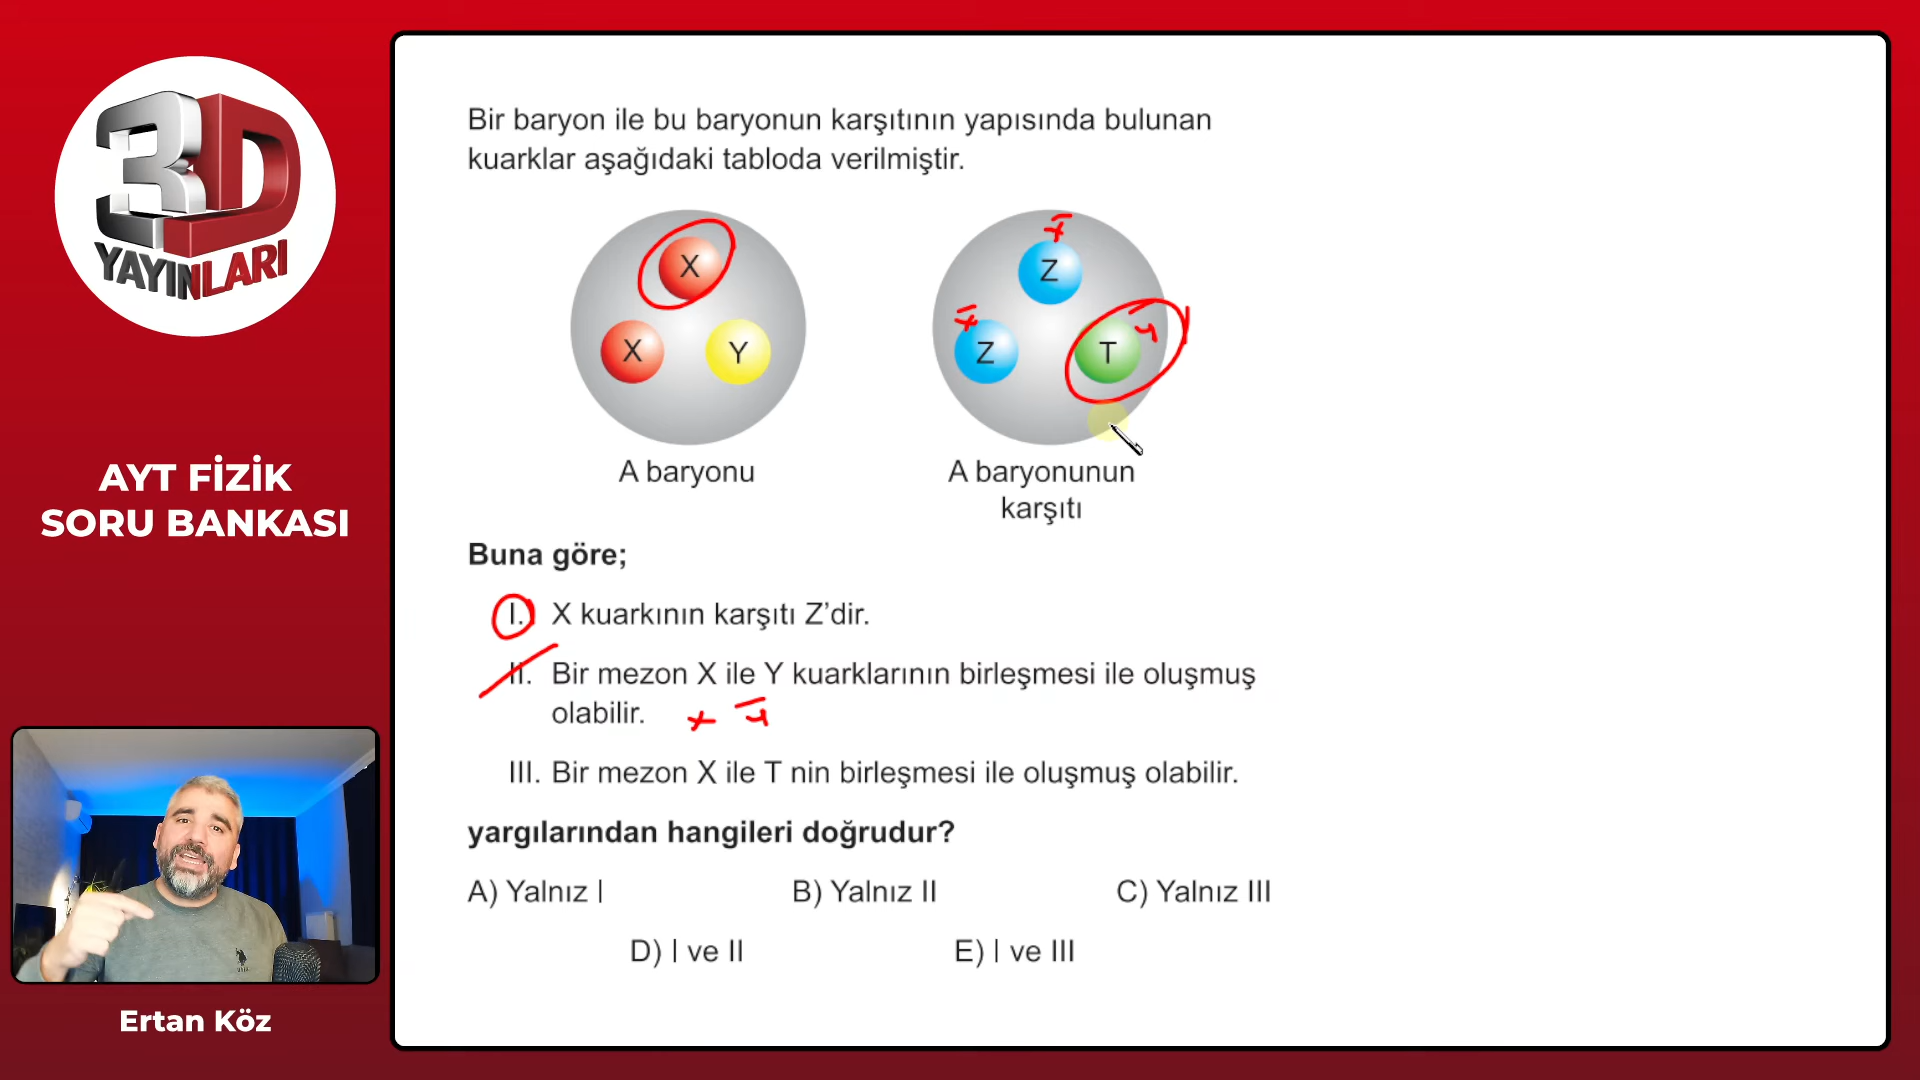 3D
YAYINLARI
AYT FİZİK
SORU BANKASI
Ertan Köz
Bir baryon ile bu baryonun karşıtının yapısında bulunan
kuarklar aşağıdaki tabloda verilmiştir.
X
X Y
A baryonu
x̄
Z
x̄ ȳ
Z T
A baryonunun
karşıtı
Buna göre;
I. X kuarkının karşıtı Z’dir.
II. Bir mezon X ile Y kuarklarının birleşmesi ile oluşmuş
olabilir. x ȳ
III. Bir mezon X ile T nin birleşmesi ile oluşmuş olabilir.
yargılarından hangileri doğrudur?
A) Yalnız I B) Yalnız II C) Yalnız III
D) I ve II E) I ve III